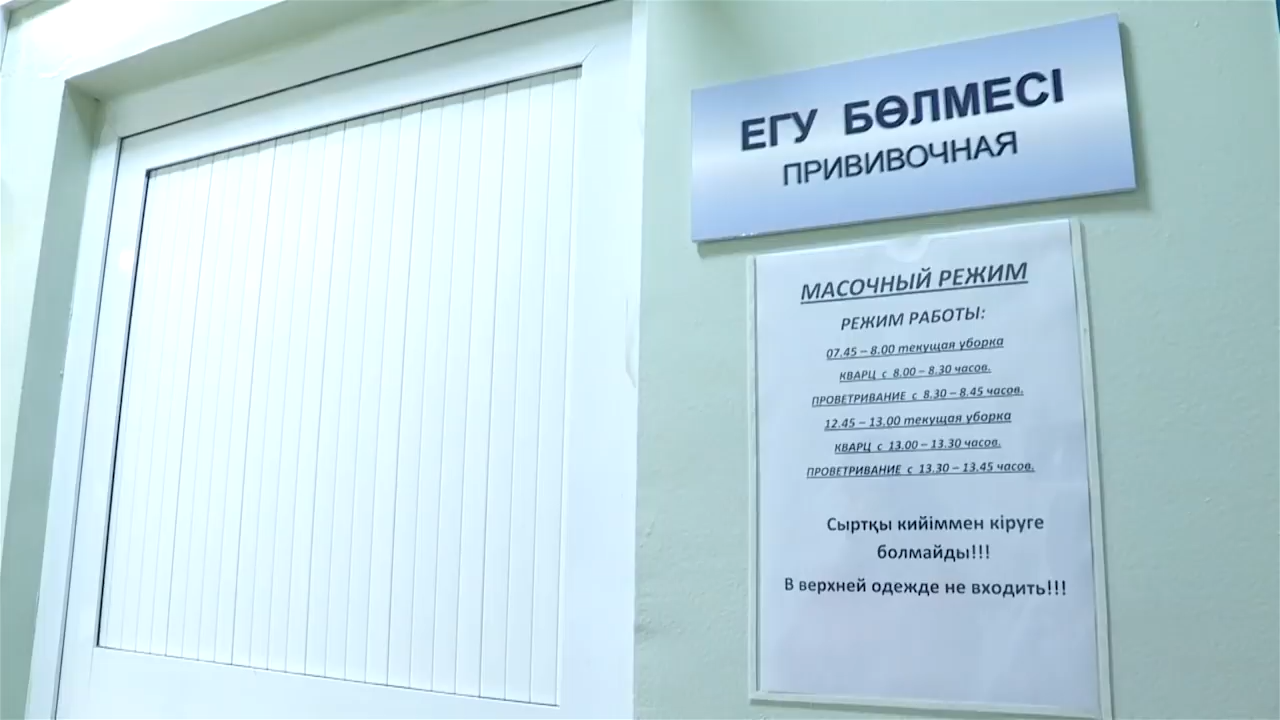 ЕГУ БӨЛМЕСІ
ПРИВИВОЧНАЯ
МАСОЧНЫЙ РЕЖИМ
РЕЖИМ РАБОТЫ:
07.45 – 8.00 текущая уборка
КВАРЦ с 8.00 – 8.30 часов.
ПРОВЕТРИВАНИЕ с 8.30 – 8.45 часов.
12.45 – 13.00 текущая уборка
КВАРЦ с 13.00 – 13.30 часов.
ПРОВЕТРИВАНИЕ с 13.30 – 13.45 часов.
Сыртқы кийіммен кіруге
болмайды!!!
В верхней одежде не входить!!!